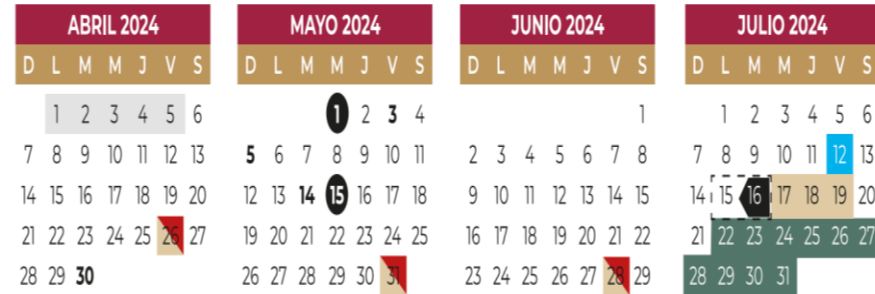 ABRIL 2024
D L M M J V S
1 2 3 4 5 6
7 8 9 10 11 12 13
14 15 16 17 18 19 20
21 22 23 24 25 26 27
28 29 30
MAYO 2024
D L M M J V S
1 2 3 4
5 6 7 8 9 10 11
12 13 14 15 16 17 18
19 20 21 22 23 24 25
26 27 28 29 30 31
JUNIO 2024
D L M M J V S
1
2 3 4 5 6 7 8
9 10 11 12 13 14 15
16 17 18 19 20 21 22
23 24 25 26 27 28 29
JULIO 2024
D L M M J V S
1 2 3 4 5 6
7 8 9 10 11 12 13
14 15 16 17 18 19 20
21 22 23 24 25 26 27
28 29 30 31